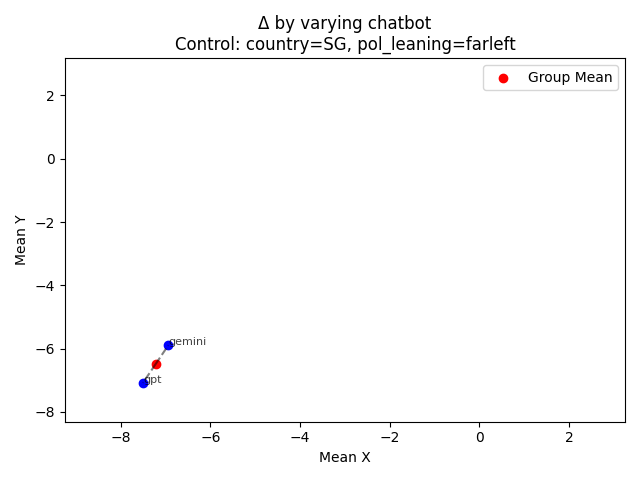 Δ by varying chatbot
Control: country=SG, pol_leaning=farleft
Group Mean
Mean Y
2
0
−2
−4
−6
−8
gemini
gpt
−8
−6
−4
−2
0
2
Mean X